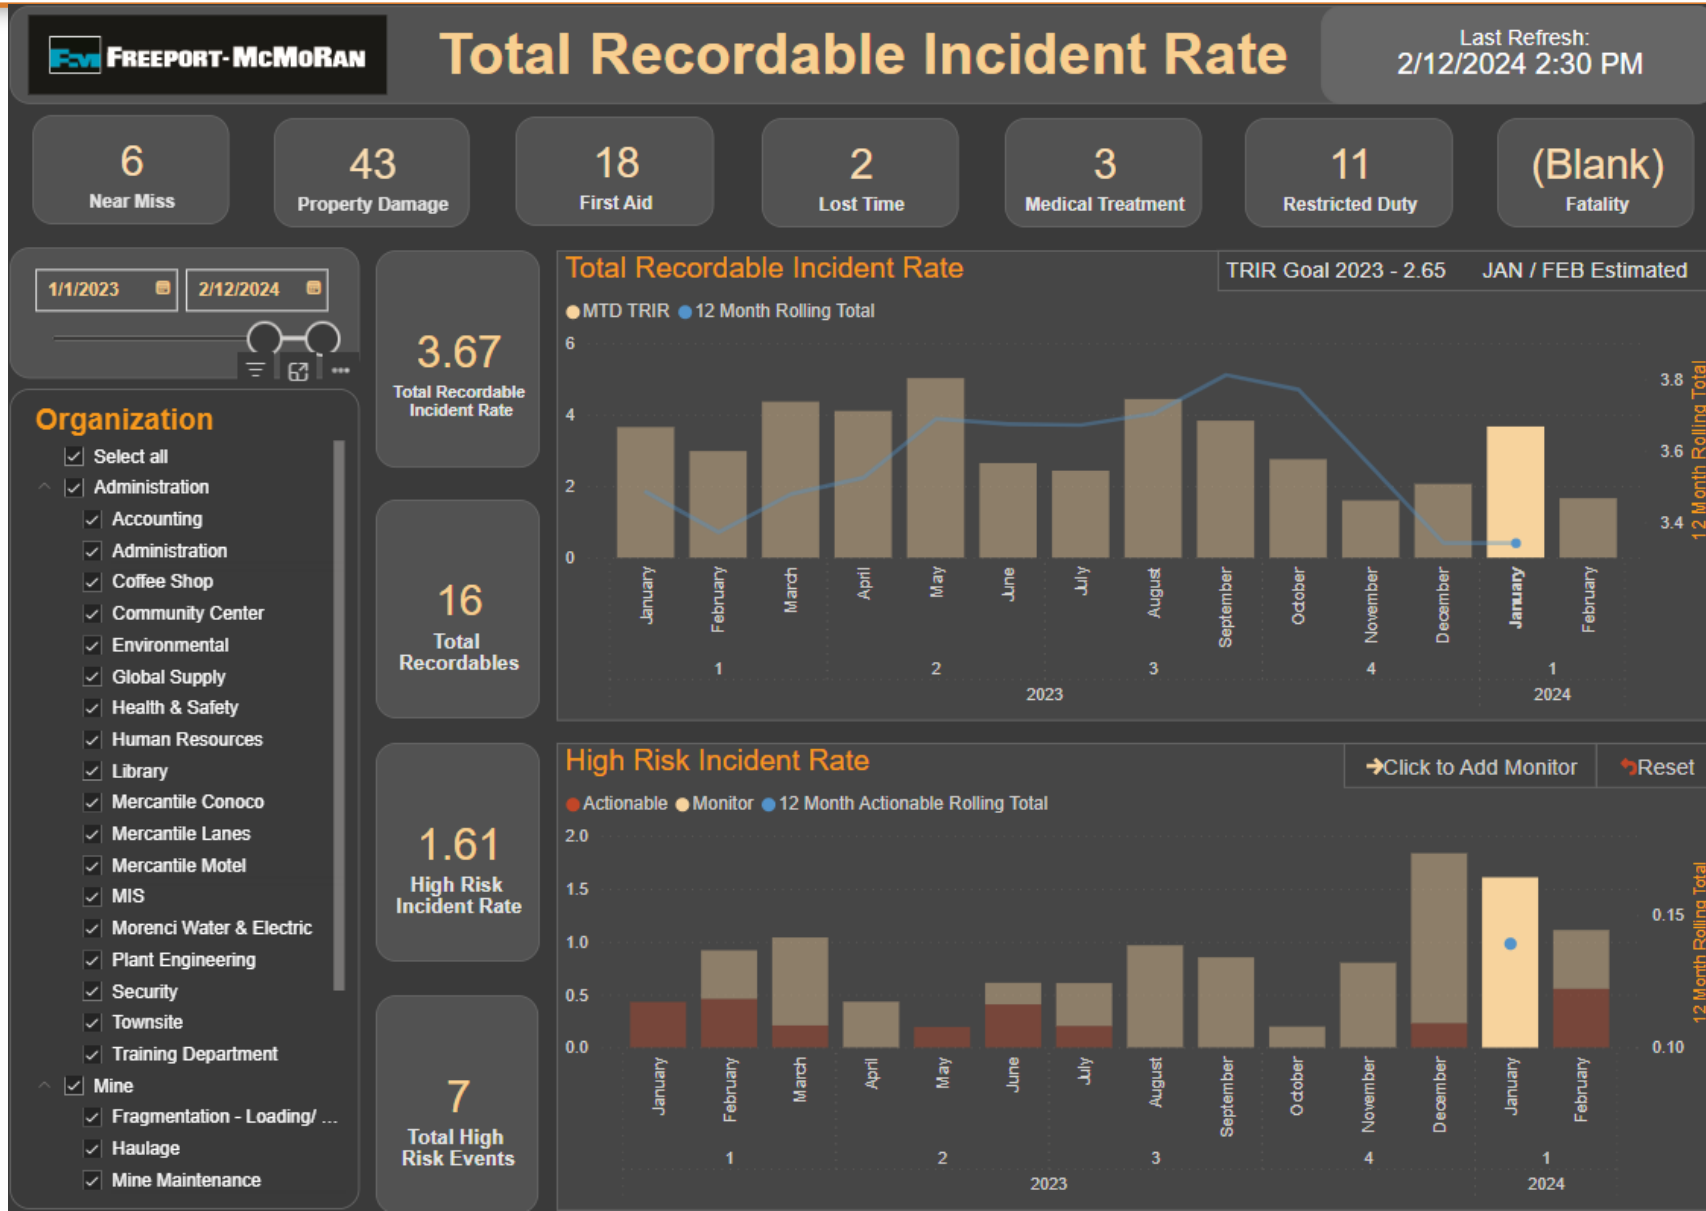 FMI FREEPORT-MCMORAN
Total Recordable Incident Rate
Last Refresh:
2/12/2024 2:30 PM
6
Near Miss
43
Property Damage
18
First Aid
2
Lost Time
3
Medical Treatment
11
Restricted Duty
(Blank)
Fatality
1/1/2023
2/12/2024
Organization
Select all
Administration
Accounting
Administration
Coffee Shop
Community Center
Environmental
Global Supply
Health & Safety
Human Resources
Library
Mercantile Conoco
Mercantile Lanes
Mercantile Motel
MIS
Morenci Water & Electric
Plant Engineering
Security
Townsite
Training Department
Mine
Fragmentation - Loading/ ...
Haulage
Mine Maintenance
3.67
Total Recordable
Incident Rate
16
Total
Recordables
1.61
High Risk
Incident Rate
7
Total High
Risk Events
Total Recordable Incident Rate
TRIR Goal 2023 - 2.65 JAN / FEB Estimated
MTD TRIR 12 Month Rolling Total
6
4
2
0
3.8
3.6
3.4
12 Month Rolling Total
January February March April May June July August September October November December January February
1 2 3 4 1
2023 2024
High Risk Incident Rate
Click to Add Monitor
Reset
Actionable Monitor 12 Month Actionable Rolling Total
2.0
1.5
1.0
0.5
0.0
0.15
0.10
12 Month Rolling Total
January February March April May June July August September October November December January February
1 2 3 4 1
2023 2024